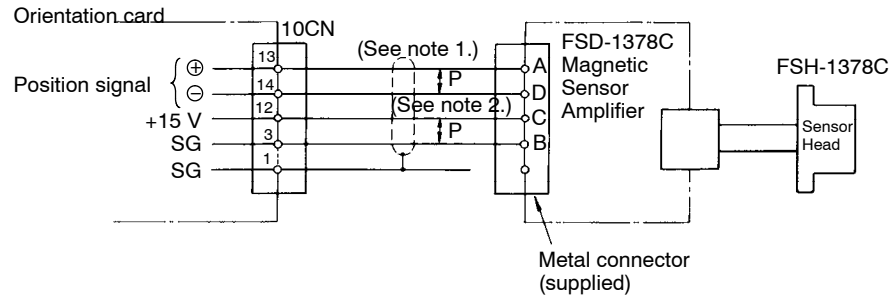 Orientation card
10CN
(See note 1.)
FSD-1378C
Magnetic
Sensor
Amplifier
FSH-1378C
Position signal
⊕
13
P
A
⊖
14
D
(See note 2.)
+15 V
12
P
C
SG
3
B
SG
1
Sensor
Head
Metal connector
(supplied)